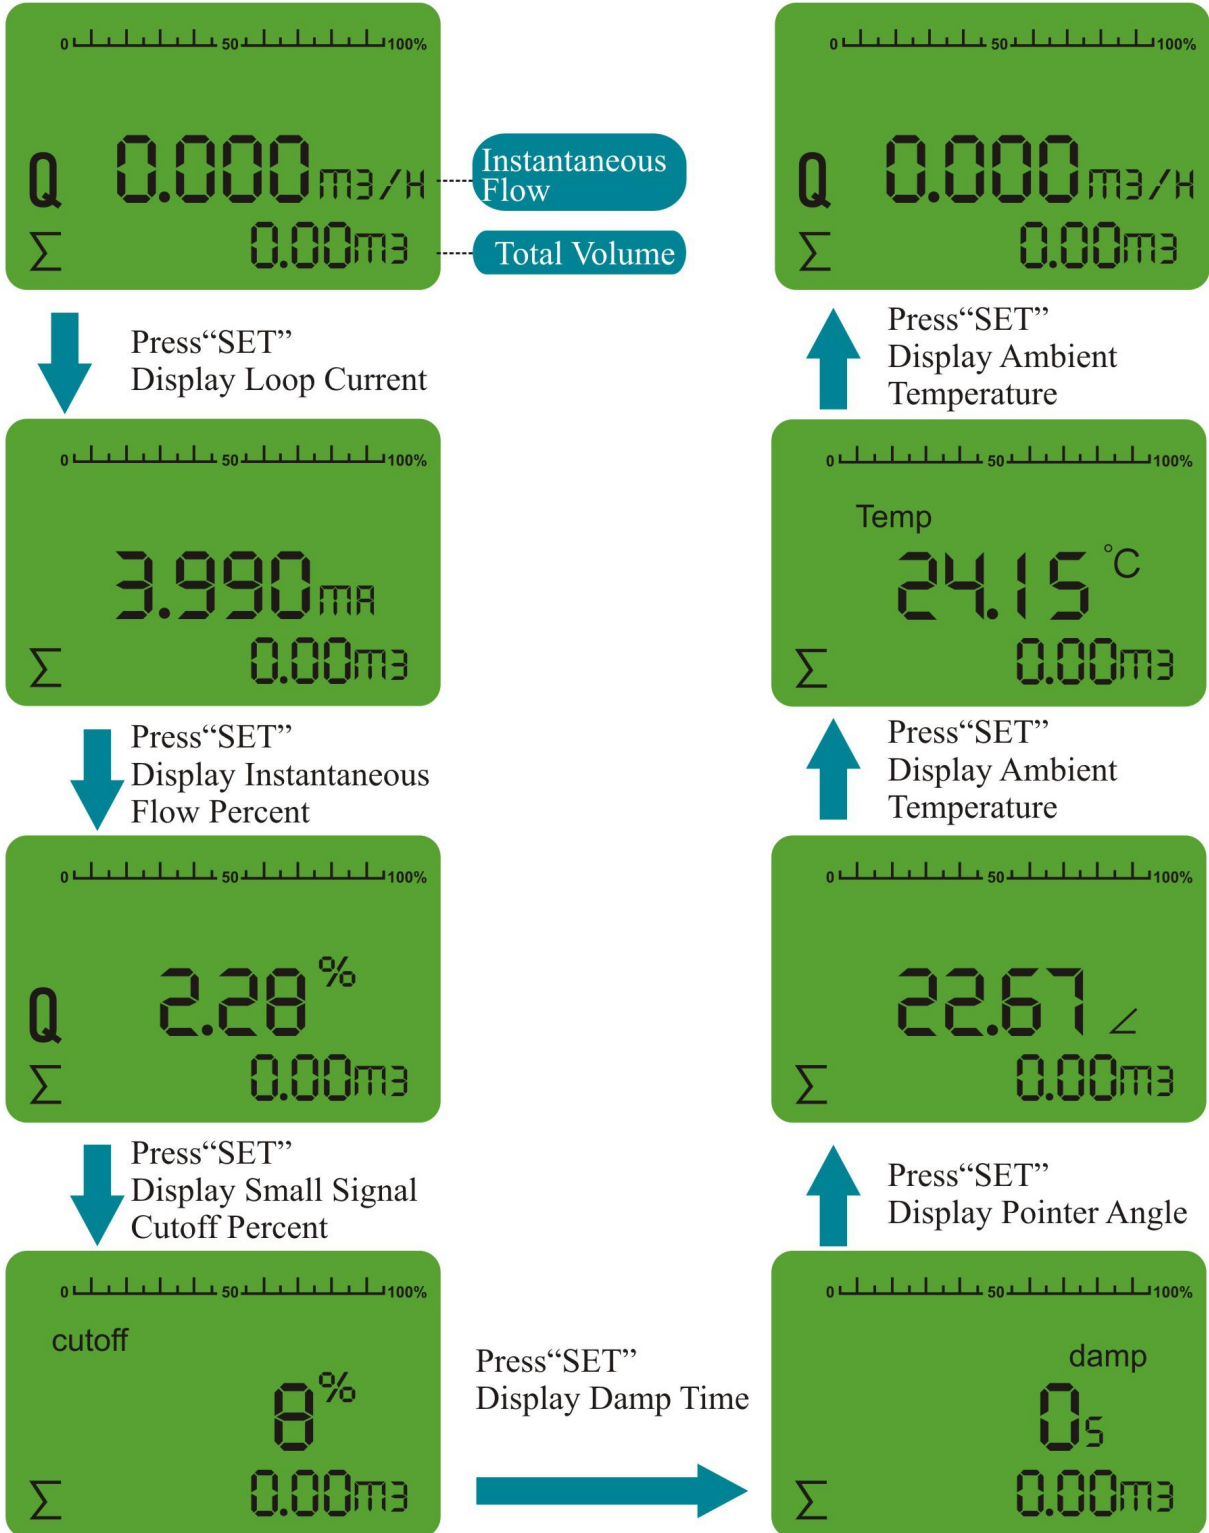 0 50 100%
Q 0.000 m3/H
Σ 0.00m3
Instantaneous
Flow
Total Volume
Press“SET”
Display Loop Current
0 50 100%
3.990mA
Σ 0.00m3
Press“SET”
Display Instantaneous
Flow Percent
0 50 100%
Q 2.28 %
Σ 0.00m3
Press“SET”
Display Small Signal
Cutoff Percent
0 50 100%
cutoff
8 %
Σ 0.00m3
Press“SET”
Display Damp Time
0 50 100%
damp
0s
Σ 0.00m3
Press“SET”
Display Pointer Angle
0 50 100%
22.67 ∠
Σ 0.00m3
Press“SET”
Display Ambient
Temperature
0 50 100%
Temp
24.15 °C
Σ 0.00m3
Press“SET”
Display Ambient
Temperature
0 50 100%
Q 0.000 m3/H
Σ 0.00m3